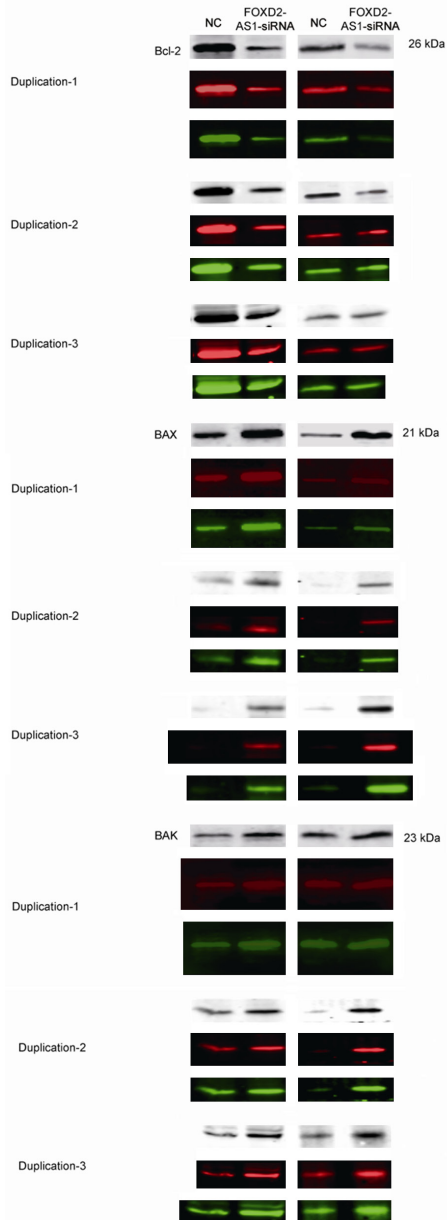 NC FOXD2-
AS1-siRNA NC FOXD2-
AS1-siRNA
Bcl-2 26 kDa
Duplication-1
Duplication-2
Duplication-3
BAX 21 kDa
Duplication-1
Duplication-2
Duplication-3
BAK 23 kDa
Duplication-1
Duplication-2
Duplication-3